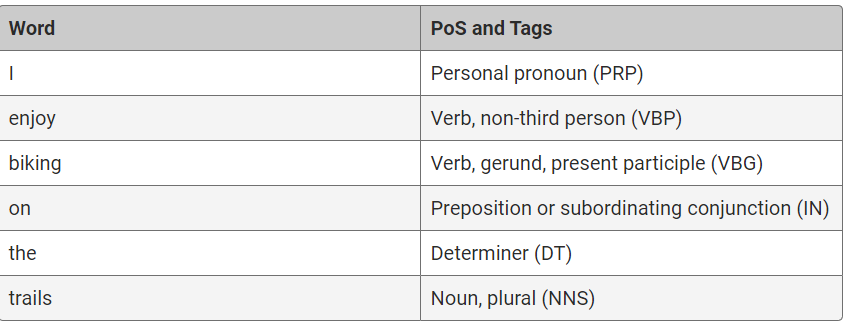 Word PoS and Tags
I Personal pronoun (PRP)
enjoy Verb, non-third person (VBP)
biking Verb, gerund, present participle (VBG)
on Preposition or subordinating conjunction (IN)
the Determiner (DT)
trails Noun, plural (NNS)